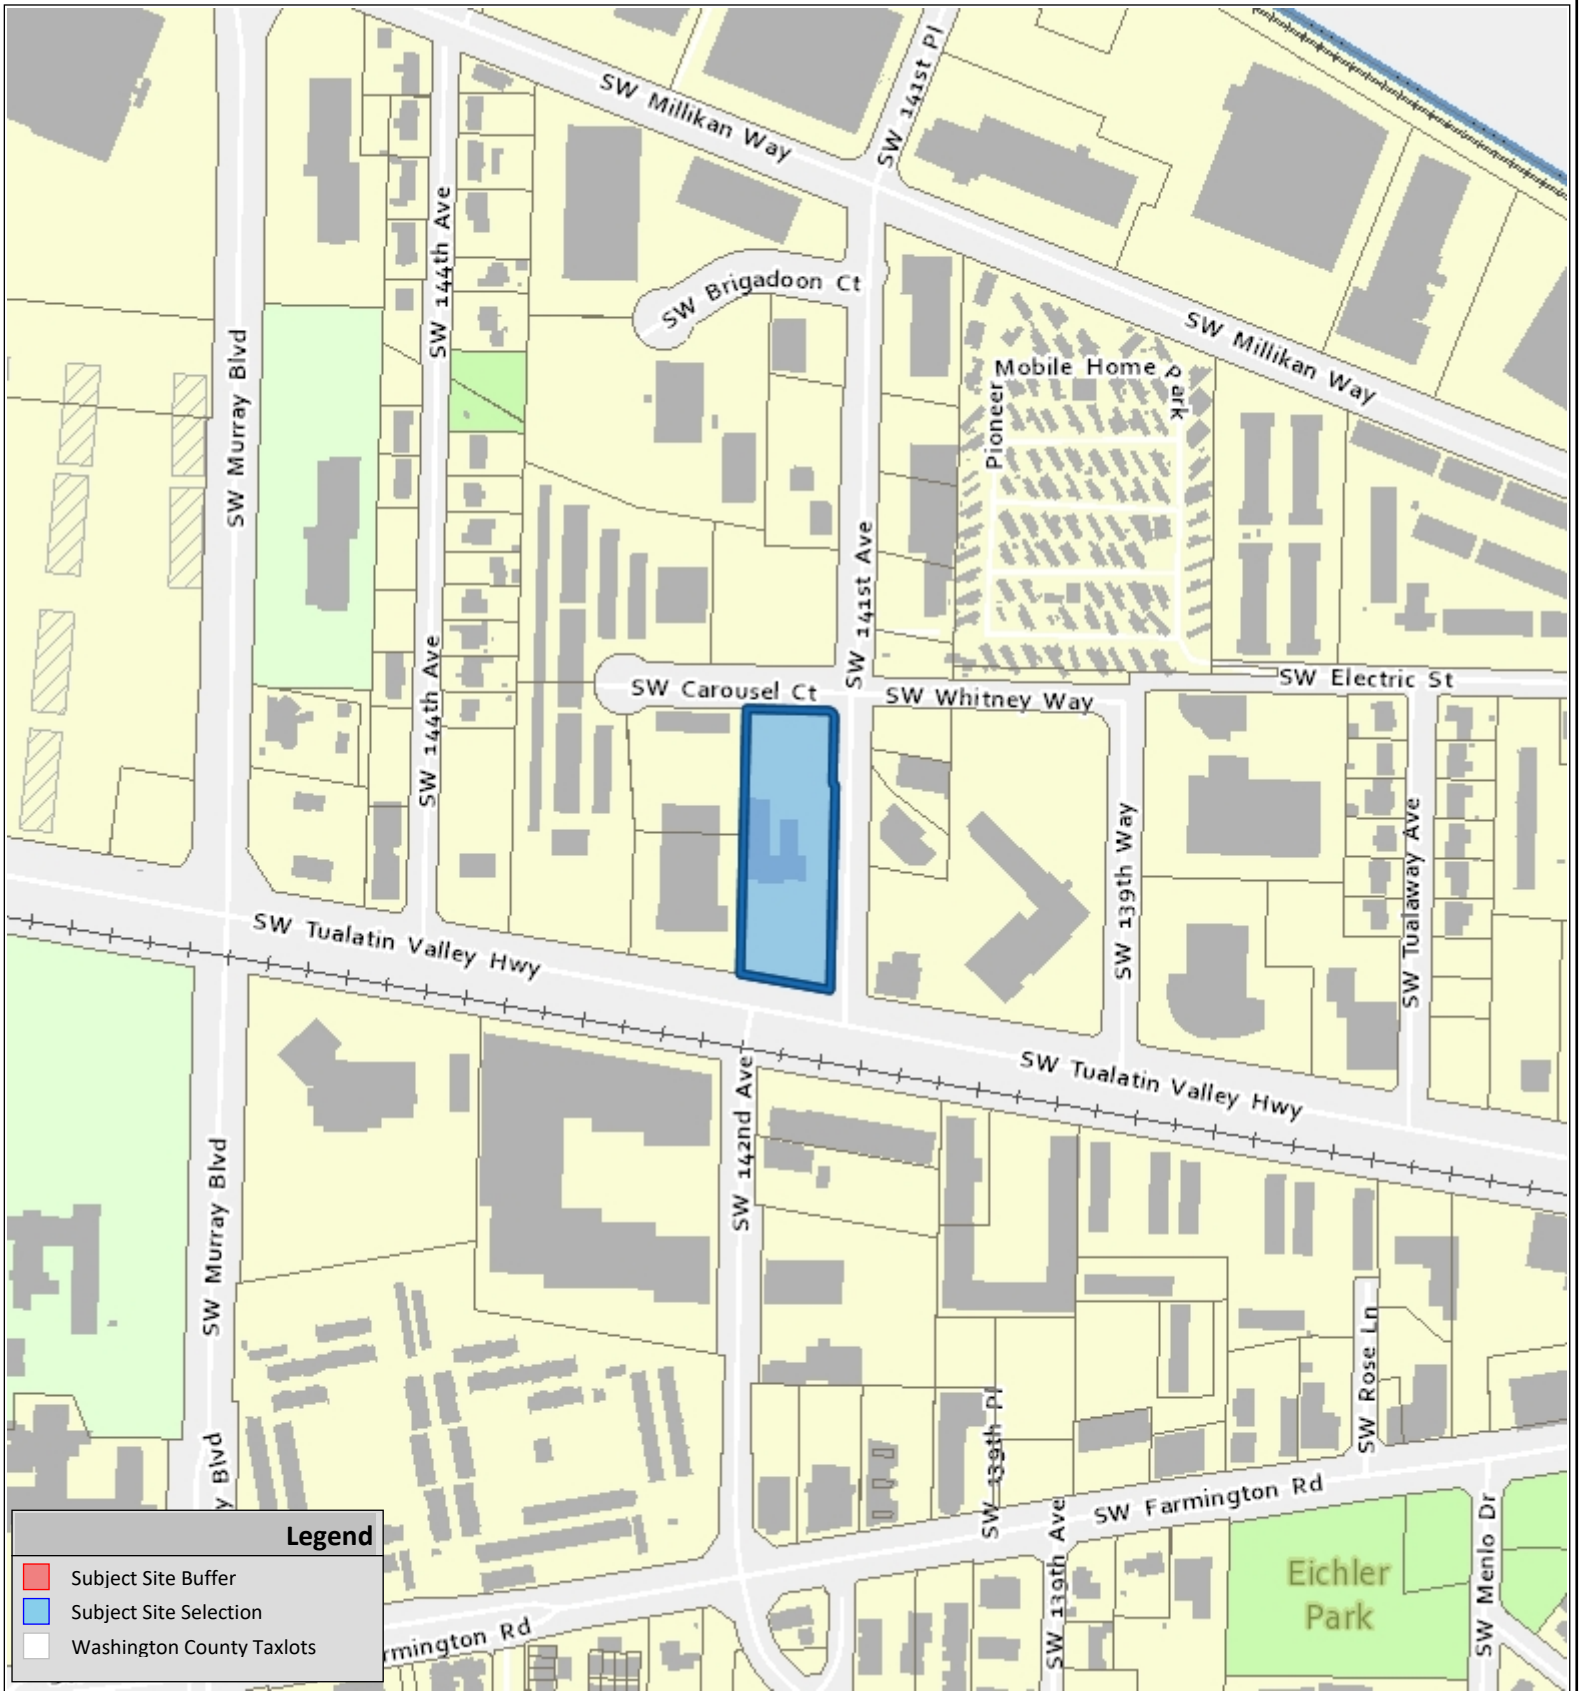 SW 141st Pl
SW Millikan Way
SW 144th Ave
SW Brigadoon Ct
SW Millikan Way
SW Murray Blvd
Mobile Home Park
Pioneer
SW 141st Ave
SW 144th Ave
SW Carousel Ct
SW Whitney Way
SW Electric St
SW 139th Way
SW Tualaway Ave
SW Tualatin Valley Hwy
SW Tualatin Valley Hwy
SW 142nd Ave
SW Murray Blvd
SW Rose Ln
SW 139th Pl
y Blvd
SW Farmington Rd
SW 139th Ave
SW Menlo Dr
Eichler
Park
Legend
Subject Site Buffer
Subject Site Selection
Washington County Taxlots
rmington Rd